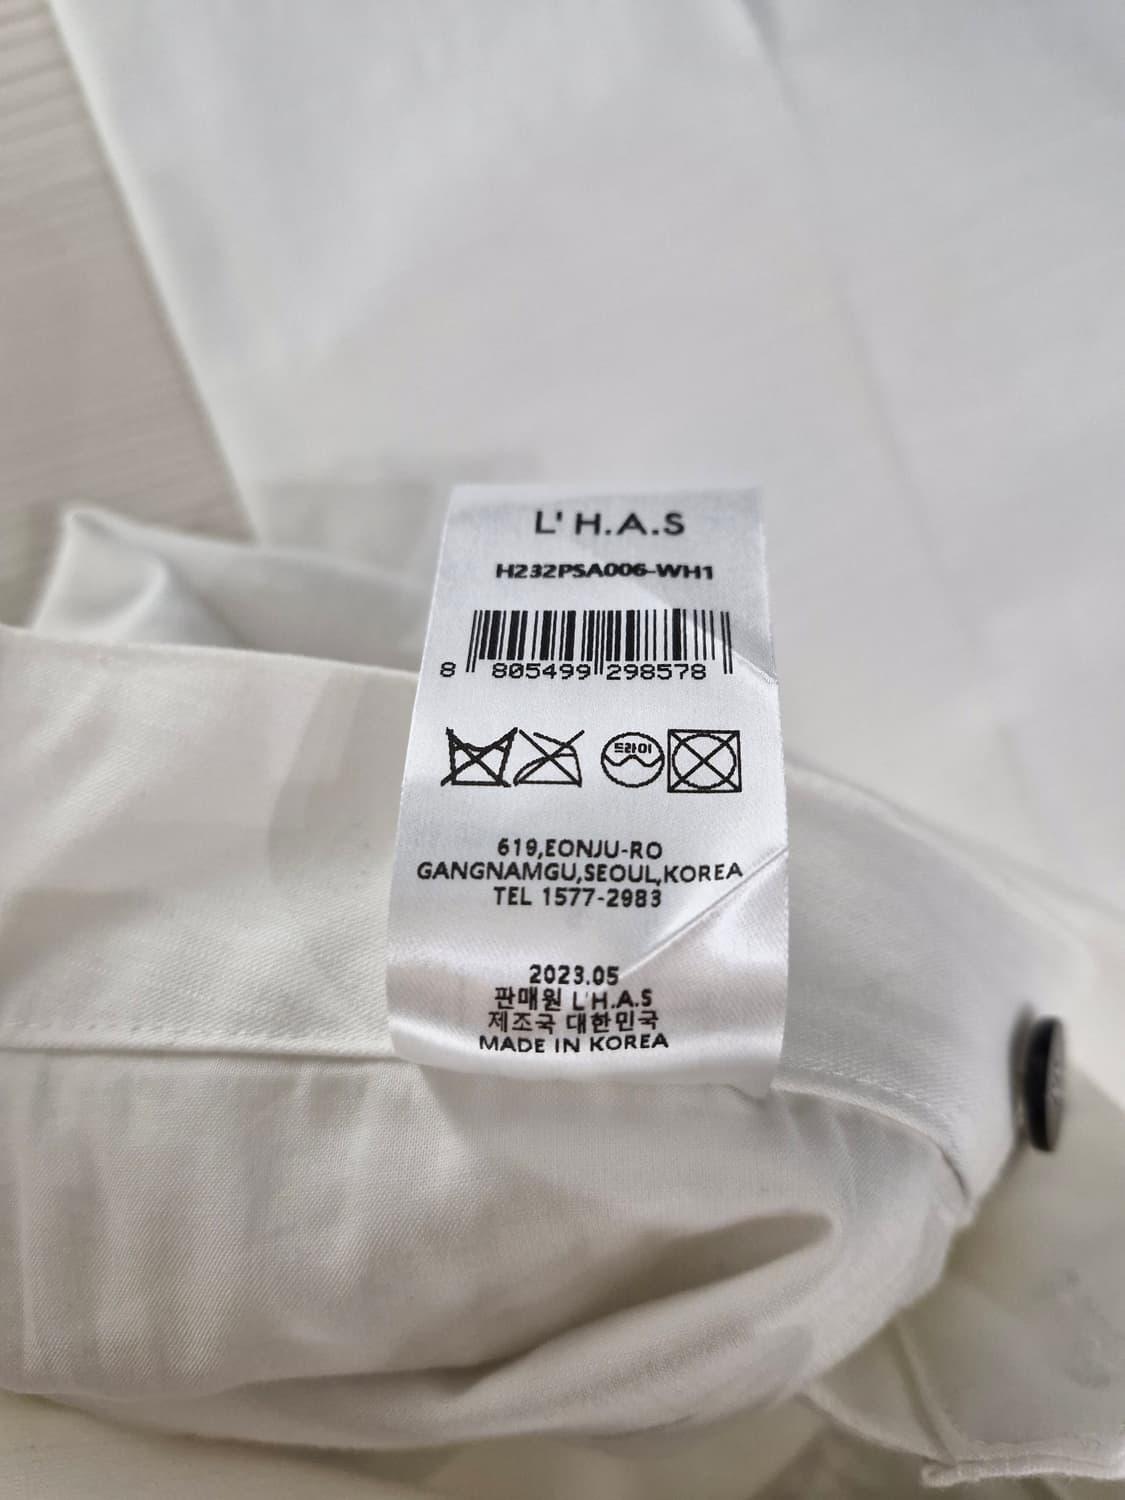 L'H.A.S
H232PSA006-WH1
8 805499 298578
드라이
619,EONJU-RO
GANGNAMGU,SEOUL,KOREA
TEL 1577-2983
2023.05
판매원 L'H.A.S
제조국 대한민국
MADE IN KOREA